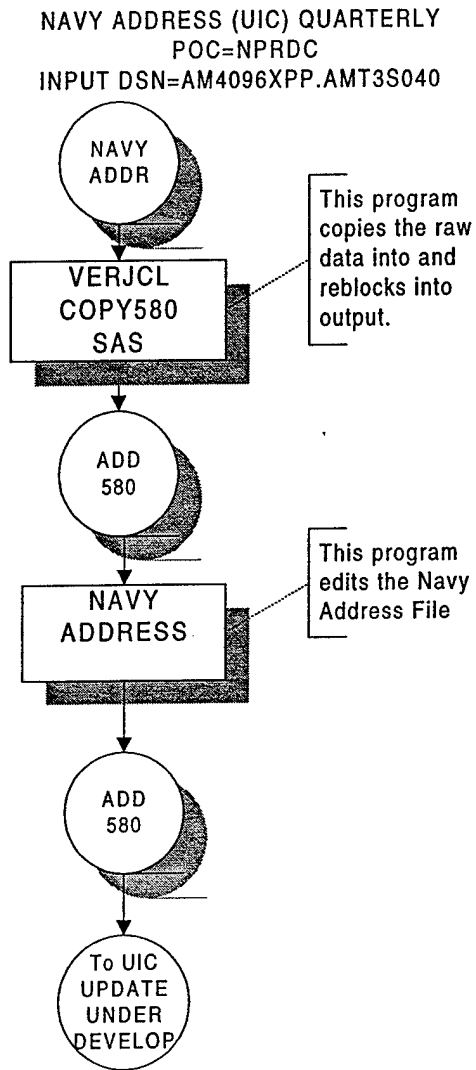 NAVY ADDRESS (UIC) QUARTERLY
POC=NPRDC
INPUT DSN=AM4096XPP.AMT3S040
NAVY
ADDR
This program
copies the raw
data into and
reblocks into
output.
VERJCL
COPY580
SAS
ADD
580
This program
edits the Navy
Address File
NAVY
ADDRESS
ADD
580
To UIC
UPDATE
UNDER
DEVELOP